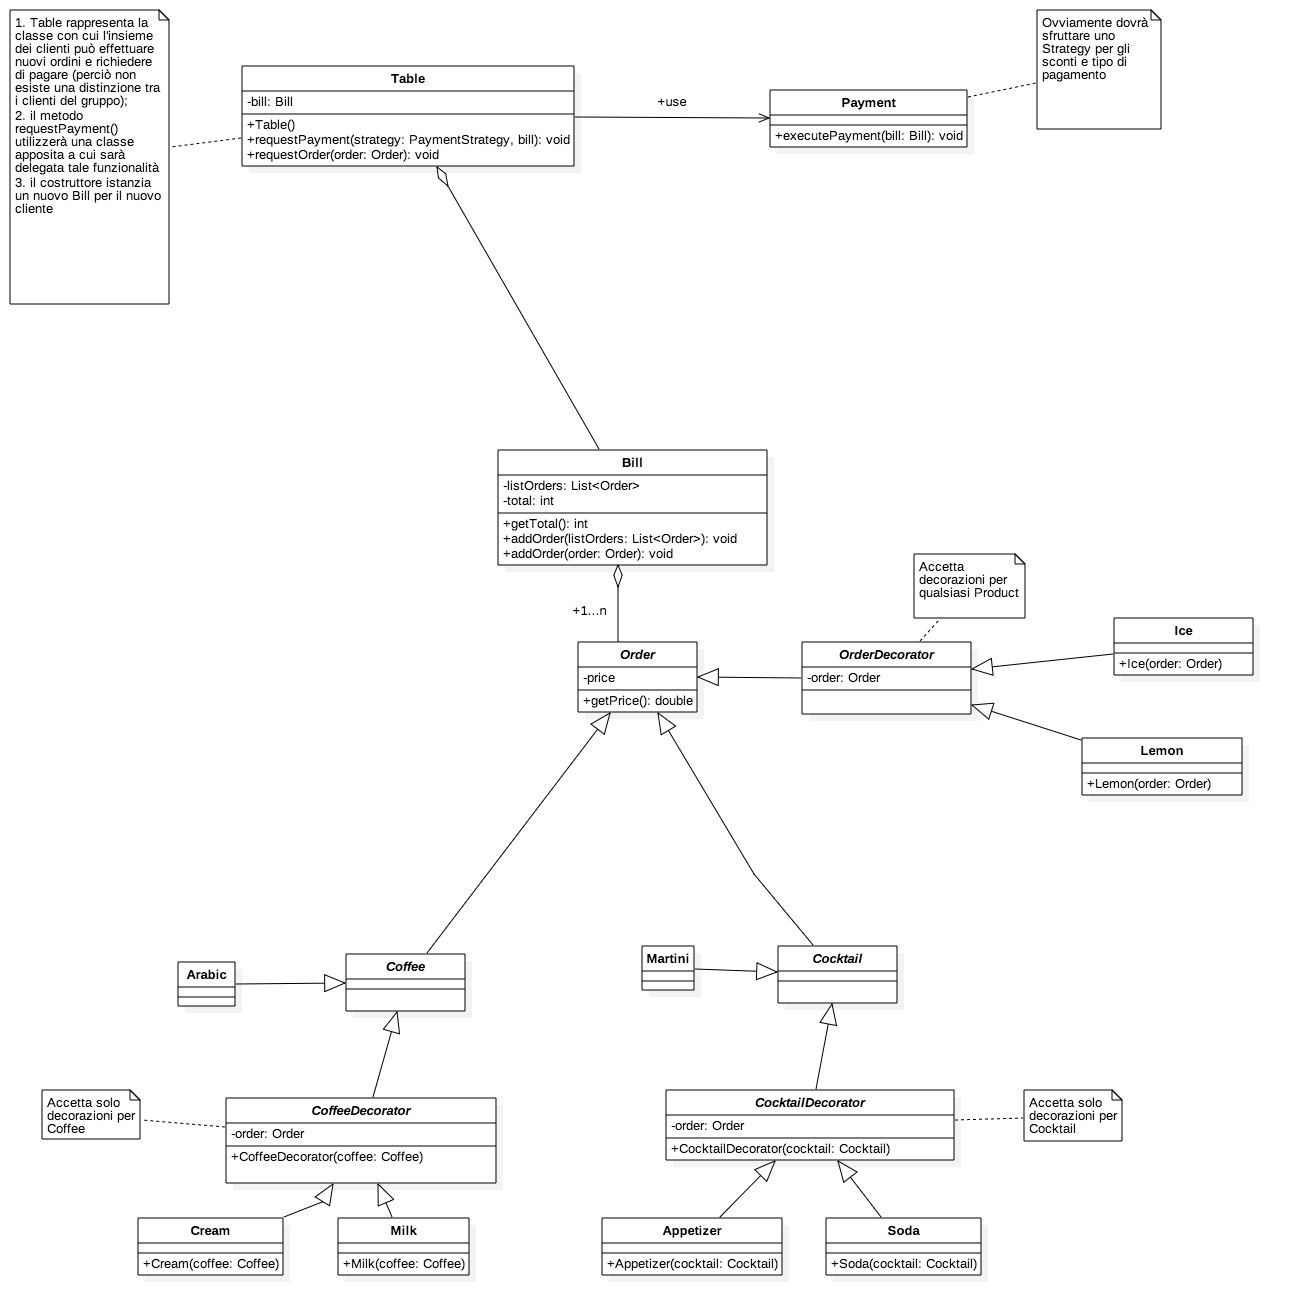 1. Table rappresenta la
classe con cui l'insieme
dei clienti può effettuare
nuovi ordini e richiedere
di pagare (perciò non
esiste una distinzione tra
i clienti del gruppo);
2. il metodo
requestPayment()
utilizzerà una classe
apposita a cui sarà
delegata tale funzionalità
3. il costruttore istanzia
un nuovo Bill per il nuovo
cliente
Table
-bill: Bill
+Table()
+requestPayment(strategy: PaymentStrategy, bill): void
+requestOrder(order: Order): void
+use
Payment
+executePayment(bill: Bill): void
Ovviamente dovrà
sfruttare uno
Strategy per gli
sconti e tipo di
pagamento
Bill
-listOrders: List<Order>
-total: int
+getTotal(): int
+addOrder(listOrders: List<Order>): void
+addOrder(order: Order): void
+1...n
Order
-price
+getPrice(): double
Accetta
decorazioni per
qualsiasi Product
OrderDecorator
-order: Order
Ice
+Ice(order: Order)
Lemon
+Lemon(order: Order)
Arabic
Coffee
Martini
Cocktail
Accetta solo
decorazioni per
Coffee
CoffeeDecorator
-order: Order
+CoffeeDecorator(coffee: Coffee)
CocktailDecorator
-order: Order
+CocktailDecorator(cocktail: Cocktail)
Accetta solo
decorazioni per
Cocktail
Cream
+Cream(coffee: Coffee)
Milk
+Milk(coffee: Coffee)
Appetizer
+Appetizer(cocktail: Cocktail)
Soda
+Soda(cocktail: Cocktail)